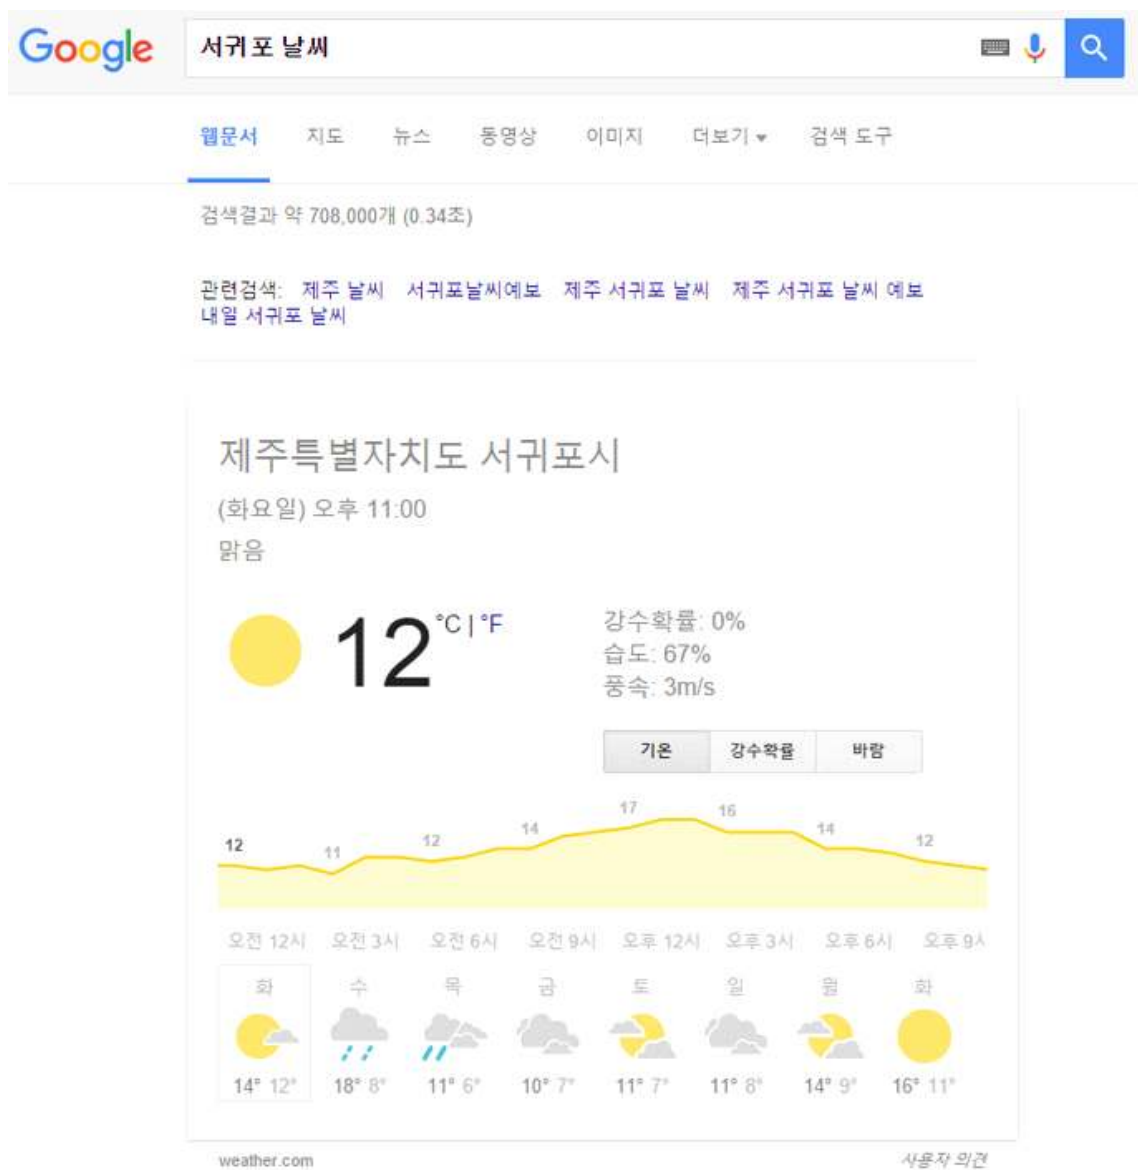 Google 서귀포 날씨
웹문서 지도 뉴스 동영상 이미지 더보기 검색 도구
검색결과 약 708,000개 (0.34초)
관련검색: 제주 날씨 서귀포날씨예보 제주 서귀포 날씨 제주 서귀포 날씨 예보
내일 서귀포 날씨
제주특별자치도 서귀포시
(화요일) 오후 11:00
맑음
12 °C | °F
강수확률: 0%
습도: 67%
풍속: 3m/s
기온 강수확률 바람
12 11 12 14 17 16 14 12
오전 12시 오전 3시 오전 6시 오전 9시 오후 12시 오후 3시 오후 6시 오후 9시
화 수 목 금 토 일 월 화
14° 12° 18° 8° 11° 6° 10° 7° 11° 7° 11° 8° 14° 9° 16° 11°
weather.com 사용자 의견